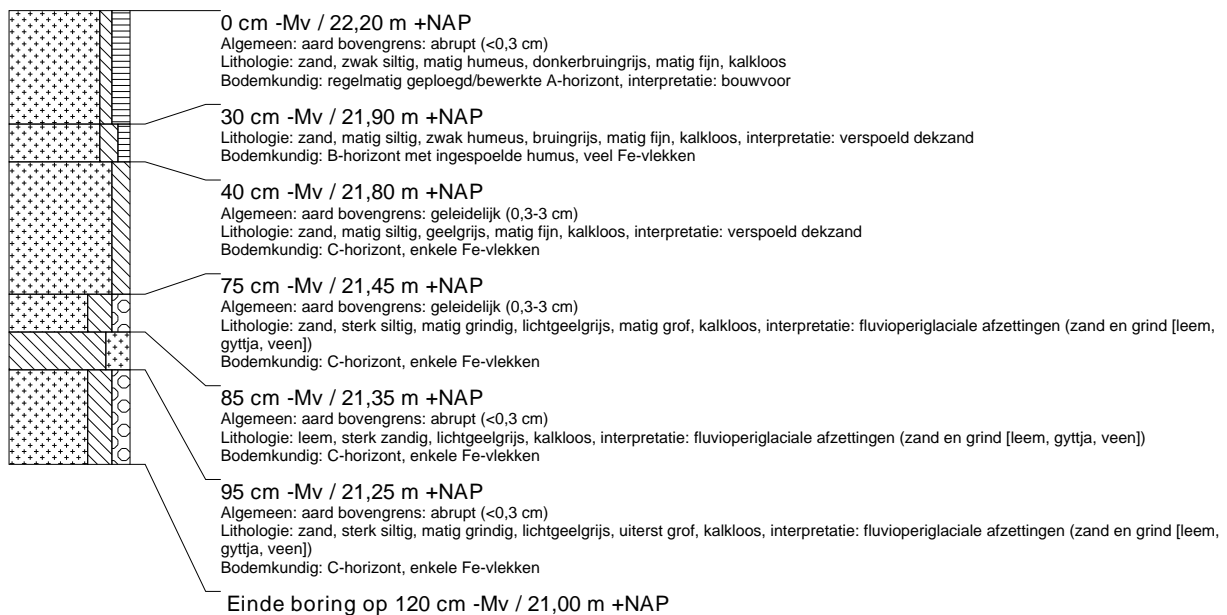 0 cm -Mv / 22,20 m +NAP
Algemeen: aard bovengrens: abrupt (<0,3 cm)
Lithologie: zand, zwak siltig, matig humeus, donkerbruingrijs, matig fijn, kalkloos
Bodemkundig: regelmatig geploegd/bewerkte A-horizont, interpretatie: bouwvoor
30 cm -Mv / 21,90 m +NAP
Lithologie: zand, matig siltig, zwak humeus, bruingrijs, matig fijn, kalkloos, interpretatie: verspoeld dekzand
Bodemkundig: B-horizont met ingespoelde humus, veel Fe-vlekken
40 cm -Mv / 21,80 m +NAP
Algemeen: aard bovengrens: geleidelijk (0,3-3 cm)
Lithologie: zand, matig siltig, geelgrijs, matig fijn, kalkloos, interpretatie: verspoeld dekzand
Bodemkundig: C-horizont, enkele Fe-vlekken
75 cm -Mv / 21,45 m +NAP
Algemeen: aard bovengrens: geleidelijk (0,3-3 cm)
Lithologie: zand, sterk siltig, matig grindig, lichtgeelgrijs, matig grof, kalkloos, interpretatie: fluvioperiglaciale afzettingen (zand en grind [leem,
gyttja, veen])
Bodemkundig: C-horizont, enkele Fe-vlekken
85 cm -Mv / 21,35 m +NAP
Algemeen: aard bovengrens: abrupt (<0,3 cm)
Lithologie: leem, sterk zandig, lichtgeelgrijs, kalkloos, interpretatie: fluvioperiglaciale afzettingen (zand en grind [leem, gyttja, veen])
Bodemkundig: C-horizont, enkele Fe-vlekken
95 cm -Mv / 21,25 m +NAP
Algemeen: aard bovengrens: abrupt (<0,3 cm)
Lithologie: zand, sterk siltig, matig grindig, lichtgeelgrijs, uiterst grof, kalkloos, interpretatie: fluvioperiglaciale afzettingen (zand en grind [leem,
gyttja, veen])
Bodemkundig: C-horizont, enkele Fe-vlekken
Einde boring op 120 cm -Mv / 21,00 m +NAP